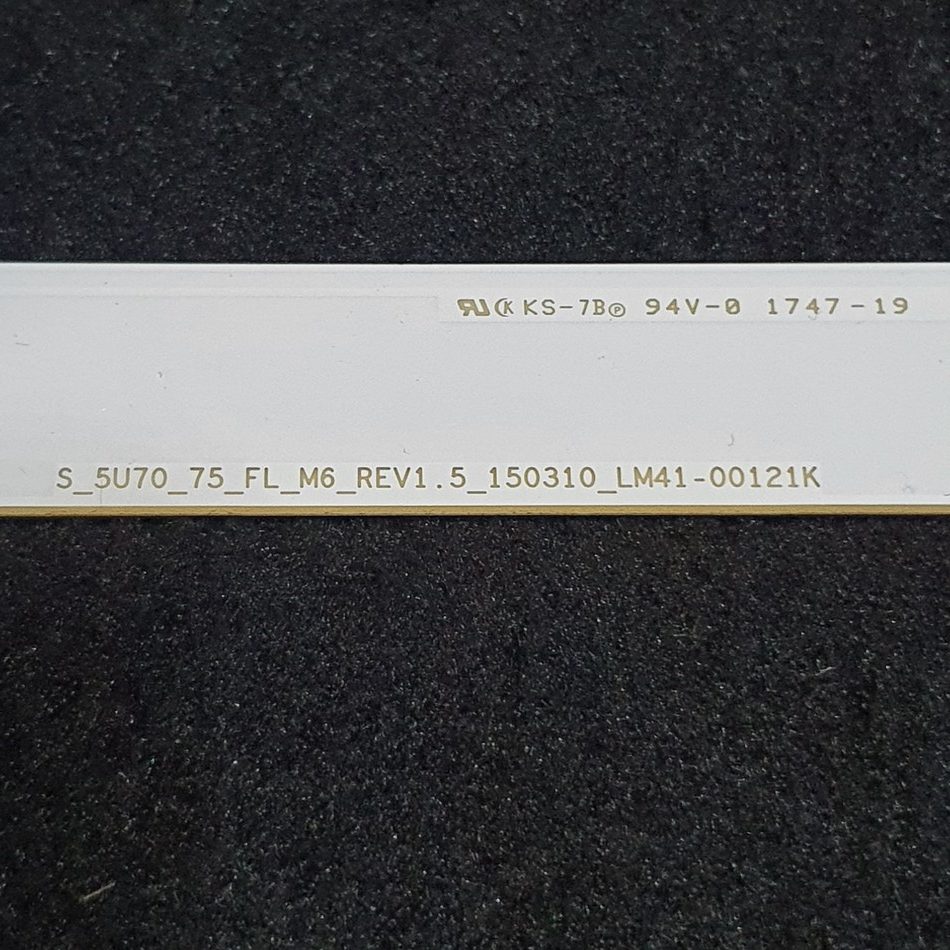 KS-7B℗ 94V-0 1747-19
S_5U70_75_FL_M6_REV1.5_150310_LM41-00121K